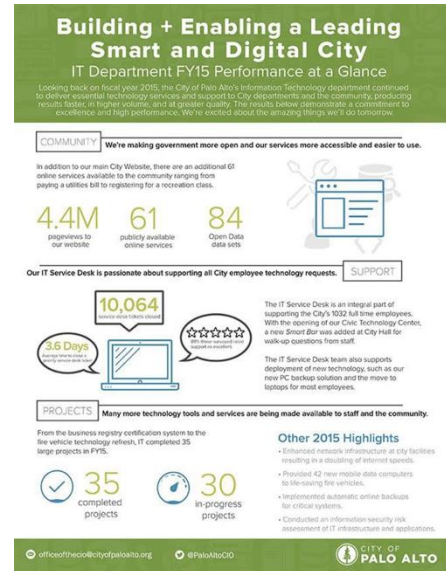 Building + Enabling a Leading
Smart and Digital City
IT Department FY15 Performance at a Glance
Looking back on fiscal year 2015, the City of Palo Alto's Information Technology department continued
to deliver essential technology services and support to City departments and the community, producing
results faster, in higher volume, and at greater quality. The results below demonstrate a commitment to
excellence and high performance. We're excited about the amazing things we'll do tomorrow.
COMMUNITY
We're making government more open and our services more accessible and easier to use.
In addition to our main City Website, there are an additional 61
online services available to the community ranging from
paying a utilities bill to registering for a recreation class.
4.4M
pageviews to
our website
61
publicly available
online services
84
Open Data
data sets
Our IT Service Desk is passionate about supporting all City employee technology requests.
SUPPORT
10,064
service desk tickets closed
3.6 Days
Average time to close a
service desk ticket
support as excellent
The IT Service Desk is an integral part of
supporting the City's 1032 full time employees.
With the opening of our Civic Technology Center,
a new Smart Bar was added at City Hall for
walk-up questions from staff.
The IT Service Desk team also supports
deployment of new technology, such as our
new PC backup solution and the move to
laptops for most employees.
PROJECTS
Many more technology tools and services are being made available to staff and the community.
From the business registry certification system to the
fire vehicle technology refresh, IT completed 35
large projects in FY15.
35
completed
projects
30
in-progress
projects
Other 2015 Highlights
• Enhanced network infrastructure at city facilities
resulting in a doubling of internet speeds.
• Provided 42 new mobile data computers
to life-saving fire vehicles.
• Implemented automatic online backups
for critical systems.
• Conducted an information security risk
assessment of IT infrastructure and applications.
officeofthecio@cityofpaloalto.org
@PaloAltoCIO
CITY OF
PALO ALTO